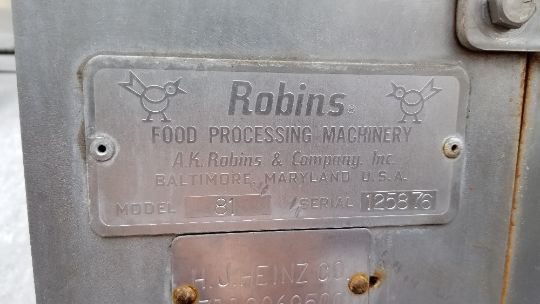 Robins®
FOOD PROCESSING MACHINERY
A.K. Robins & Company, Inc.
BALTIMORE, MARYLAND U.S.A.
MODEL 81 SERIAL 125876
H.J. HEINZ CO.